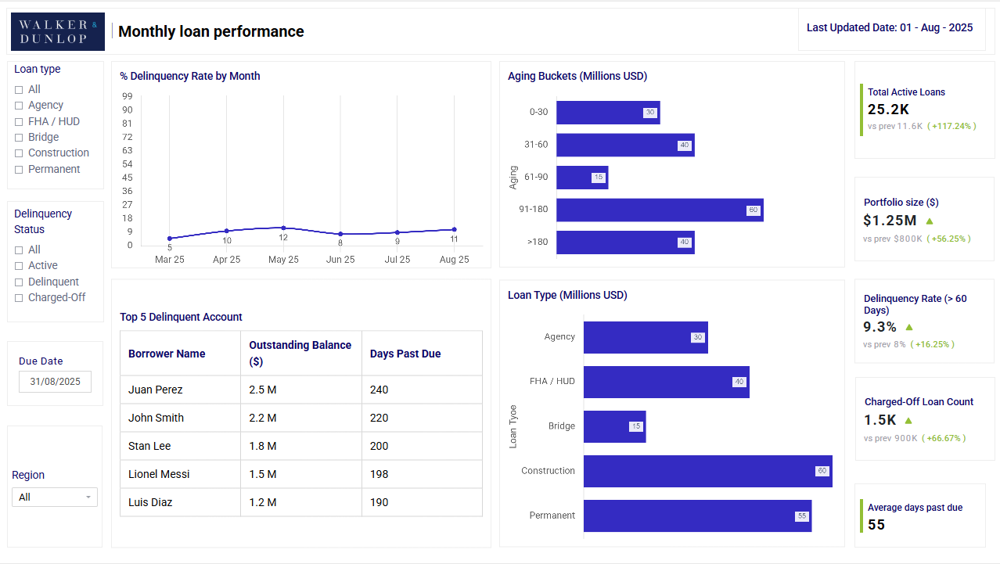 WALKER &
DUNLOP
Monthly loan performance
Last Updated Date: 01 - Aug - 2025
Loan type
All
Agency
FHA / HUD
Bridge
Construction
Permanent
Delinquency
Status
All
Active
Delinquent
Charged-Off
Due Date
31/08/2025
Region
All
% Delinquency Rate by Month
99
90
81
72
63
54
45
36
27
18
9
0
5
10
12
8
9
11
Mar 25 Apr 25 May 25 Jun 25 Jul 25 Aug 25
Aging Buckets (Millions USD)
Aging
0-30 30
31-60 40
61-90 15
91-180 60
>180 40
Top 5 Delinquent Account
Borrower Name Outstanding Balance ($) Days Past Due
Juan Perez 2.5 M 240
John Smith 2.2 M 220
Stan Lee 1.8 M 200
Lionel Messi 1.5 M 198
Luis Diaz 1.2 M 190
Loan Type (Millions USD)
Loan Tyoe
Agency 30
FHA / HUD 40
Bridge 15
Construction 60
Permanent 55
Total Active Loans
25.2K
vs prev 11.6K ( +117.24% )
Portfolio size ($)
$1.25M
vs prev $800K ( +56.25% )
Delinquency Rate (> 60
Days)
9.3%
vs prev 8% ( +16.25% )
Charged-Off Loan Count
1.5K
vs prev 900K ( +66.67% )
Average days past due
55